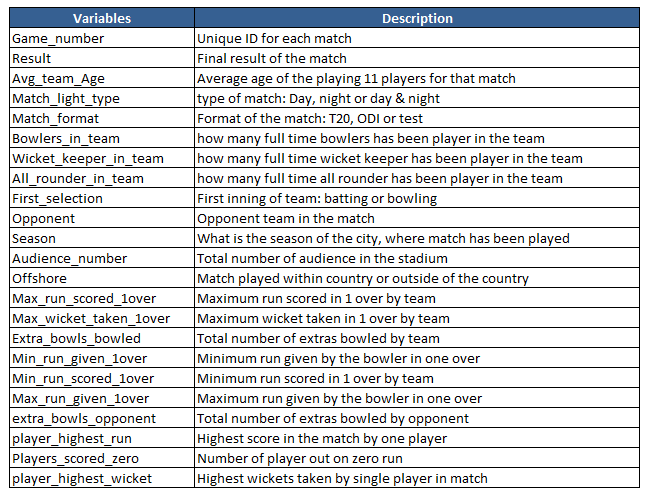 Variables Description
Game_number Unique ID for each match
Result Final result of the match
Avg_team_Age Average age of the playing 11 players for that match
Match_light_type type of match: Day, night or day & night
Match_format Format of the match: T20, ODI or test
Bowlers_in_team how many full time bowlers has been player in the team
Wicket_keeper_in_team how many full time wicket keeper has been player in the team
All_rounder_in_team how many full time all rounder has been player in the team
First_selection First inning of team: batting or bowling
Opponent Opponent team in the match
Season What is the season of the city, where match has been played
Audience_number Total number of audience in the stadium
Offshore Match played within country or outside of the country
Max_run_scored_1over Maximum run scored in 1 over by team
Max_wicket_taken_1over Maximum wicket taken in 1 over by team
Extra_bowls_bowled Total number of extras bowled by team
Min_run_given_1over Minimum run given by the bowler in one over
Min_run_scored_1over Minimum run scored in 1 over by team
Max_run_given_1over Maximum run given by the bowler in one over
extra_bowls_opponent Total number of extras bowled by opponent
player_highest_run Highest score in the match by one player
Players_scored_zero Number of player out on zero run
player_highest_wicket Highest wickets taken by single player in match